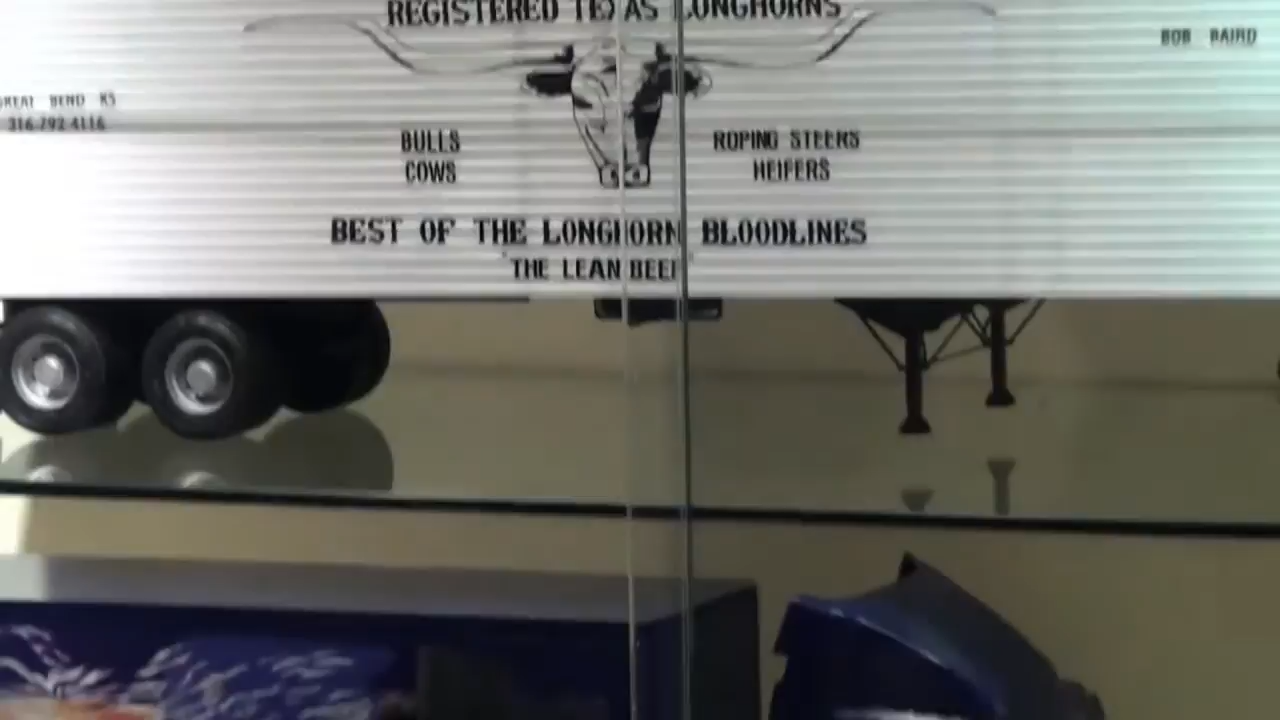 REGISTERED TEXAS LONGHORNS
BOB BAIRD
GREAT BEND KS
316-792-4116
BULLS
COWS
ROPING STEERS
HEIFERS
BEST OF THE LONGHORN BLOODLINES
"THE LEAN BEEF"